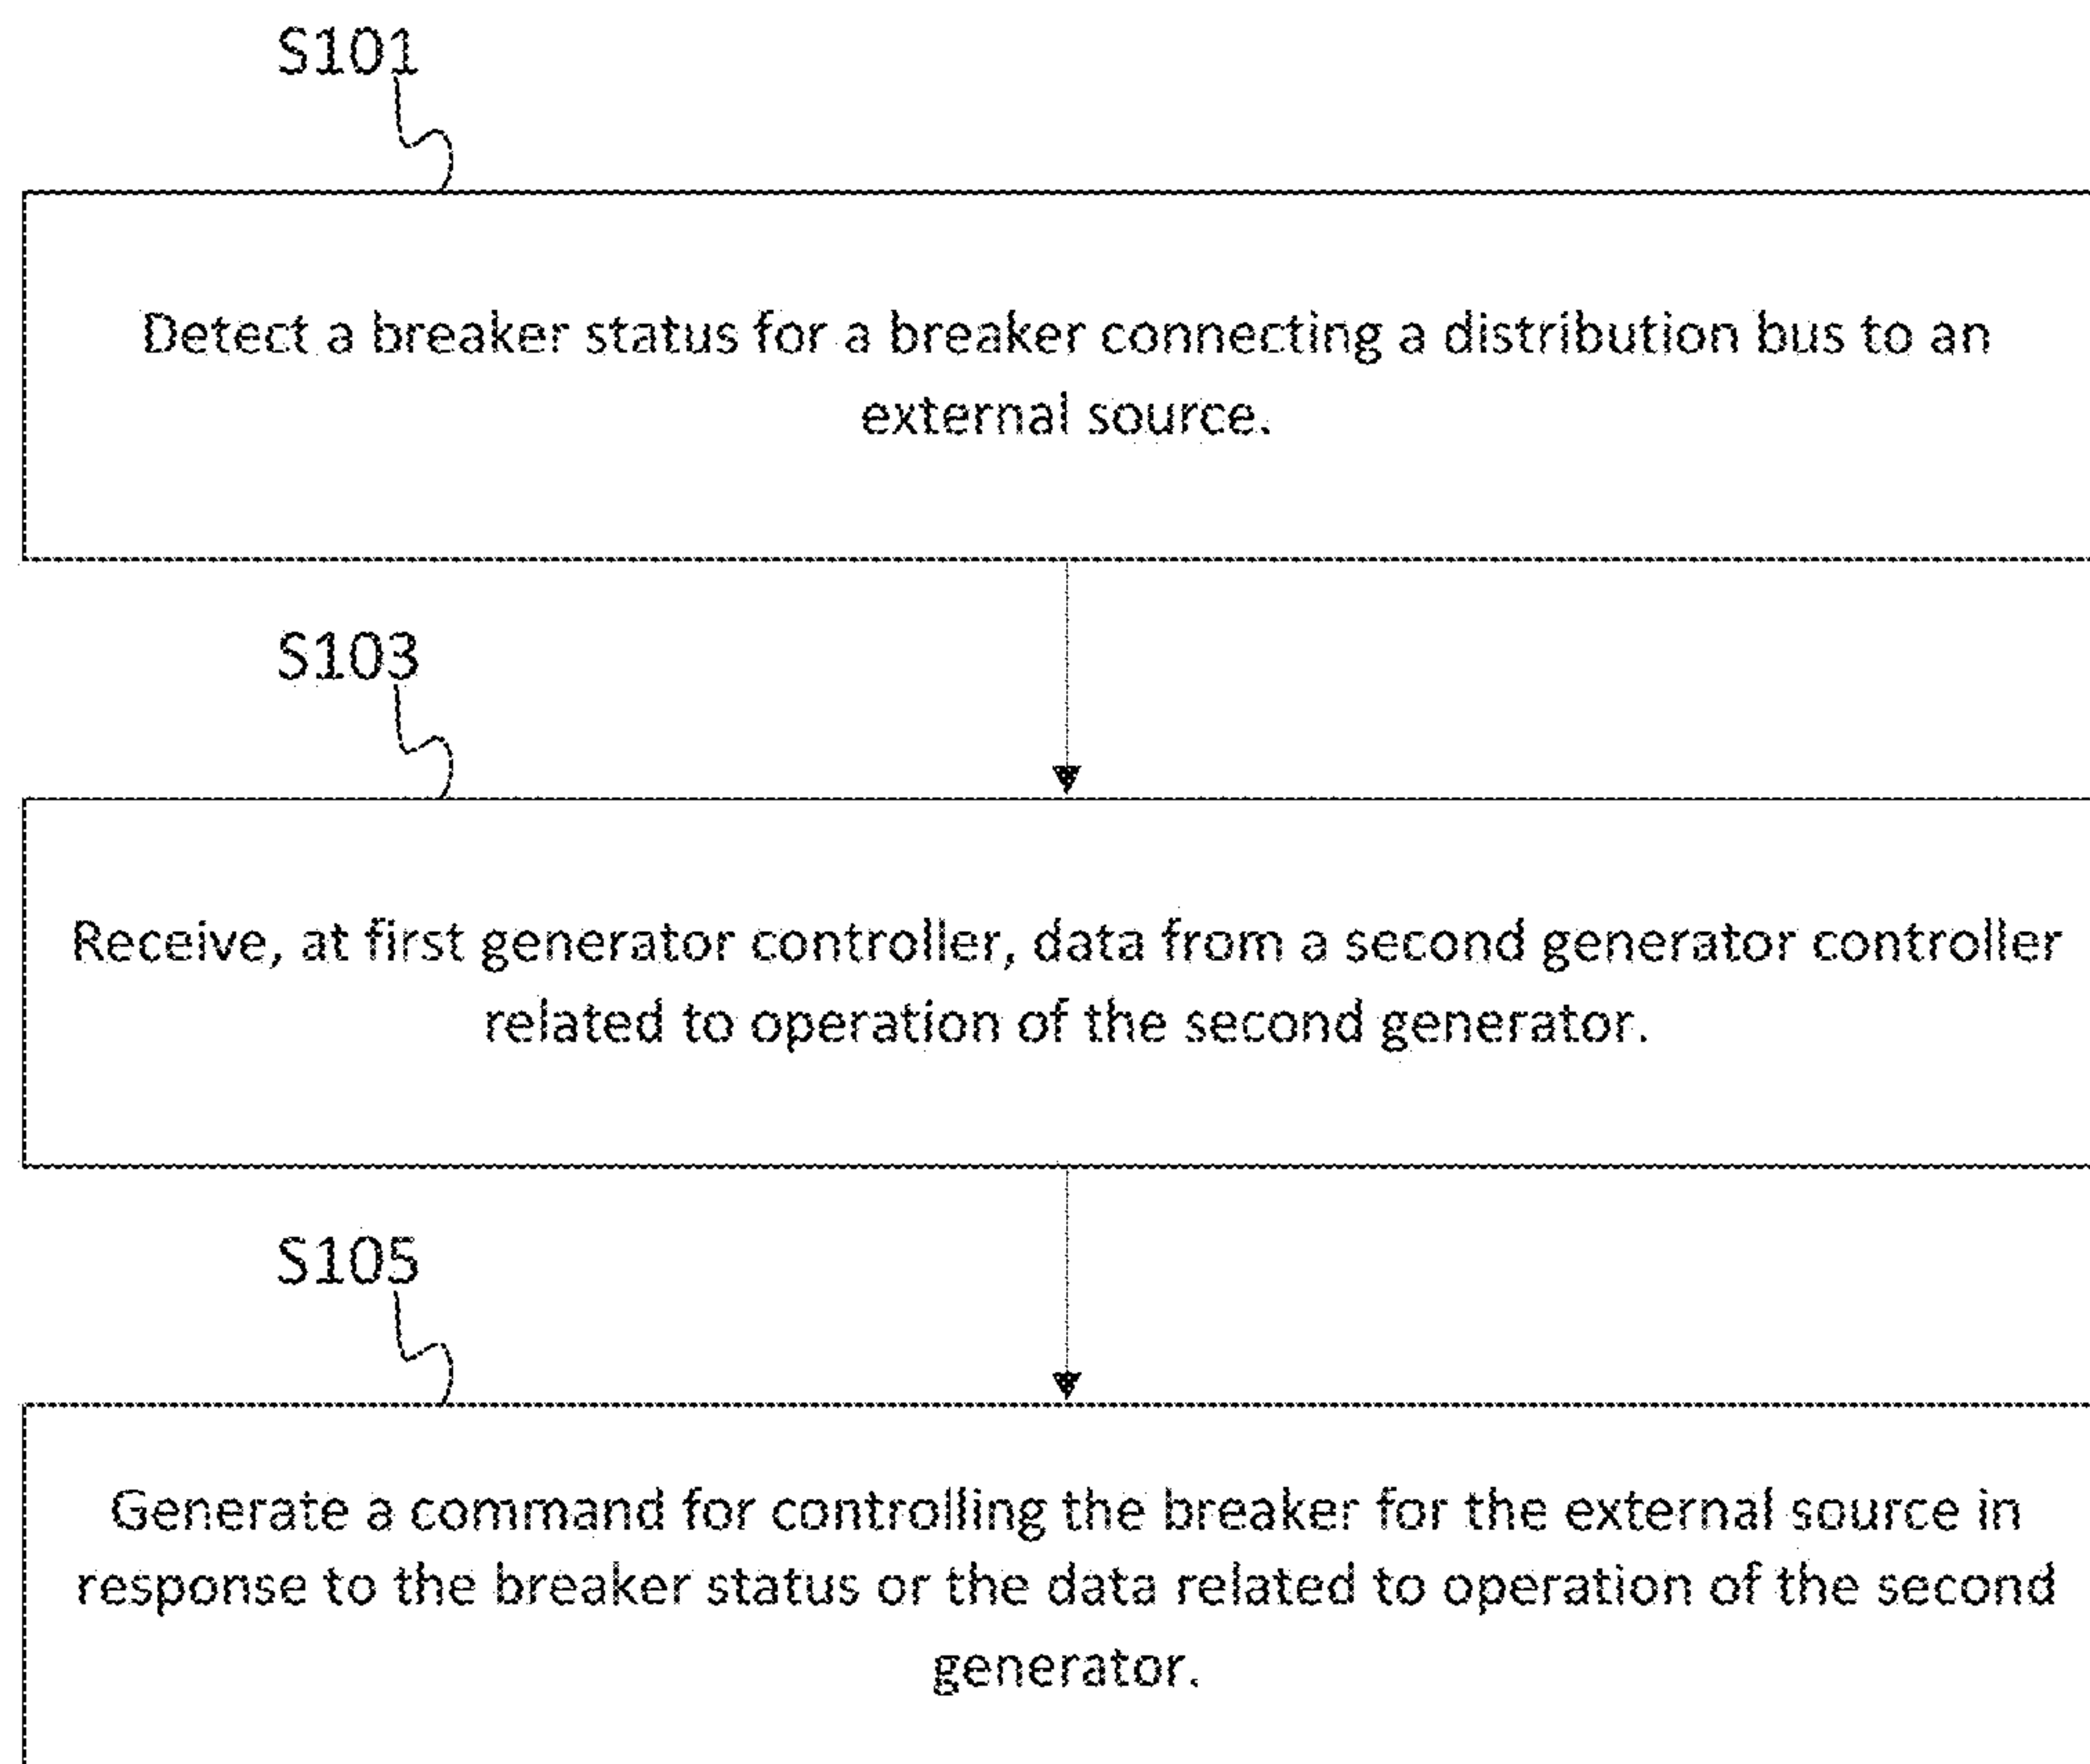 S101
Detect a breaker status for a breaker connecting a distribution bus to an
external source.
S103
Receive, at first generator controller, data from a second generator controller
related to operation of the second generator.
S105
Generate a command for controlling the breaker for the external source in
response to the breaker status or the data related to operation of the second
generator.